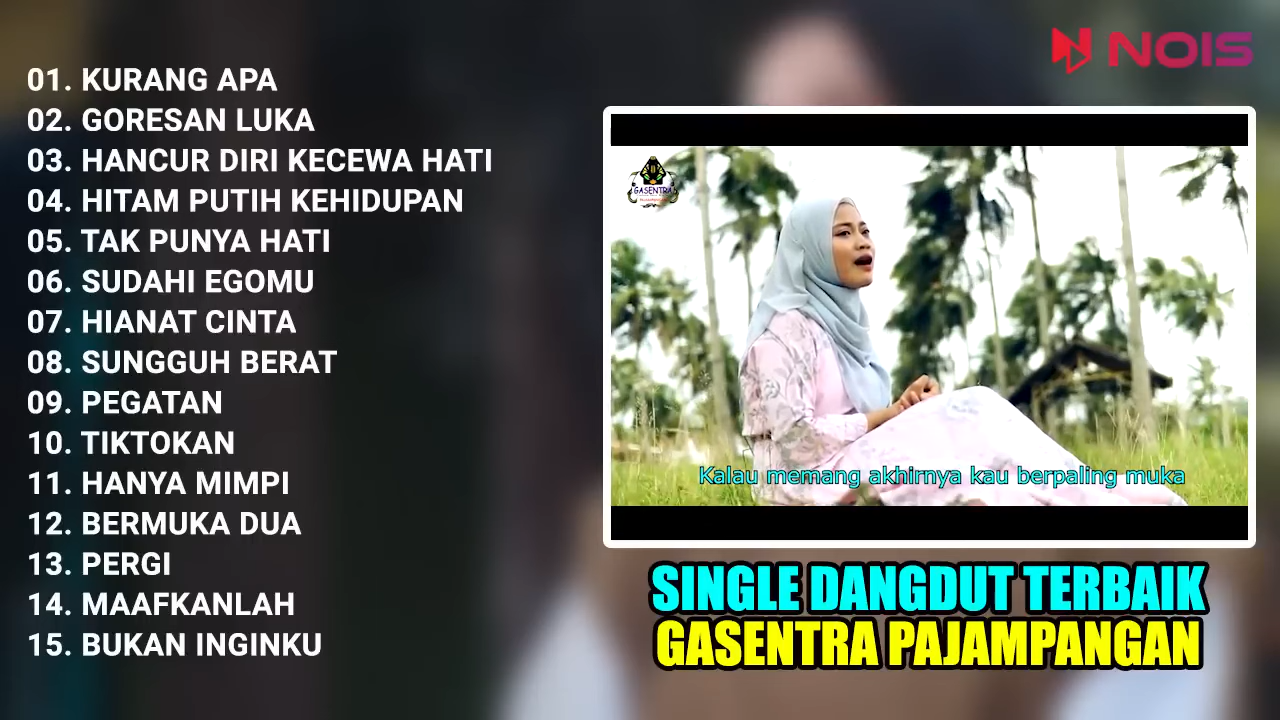 NOIS
01. KURANG APA
02. GORESAN LUKA
03. HANCUR DIRI KECEWA HATI
04. HITAM PUTIH KEHIDUPAN
05. TAK PUNYA HATI
06. SUDAHI EGOMU
07. HIANAT CINTA
08. SUNGGUH BERAT
09. PEGATAN
10. TIKTOKAN
11. HANYA MIMPI
12. BERMUKA DUA
13. PERGI
14. MAAFKANLAH
15. BUKAN INGINKU
GASENTRA
PAJAMPANGAN
Kalau memang akhirnya kau berpaling muka
SINGLE DANGDUT TERBAIK
GASENTRA PAJAMPANGAN